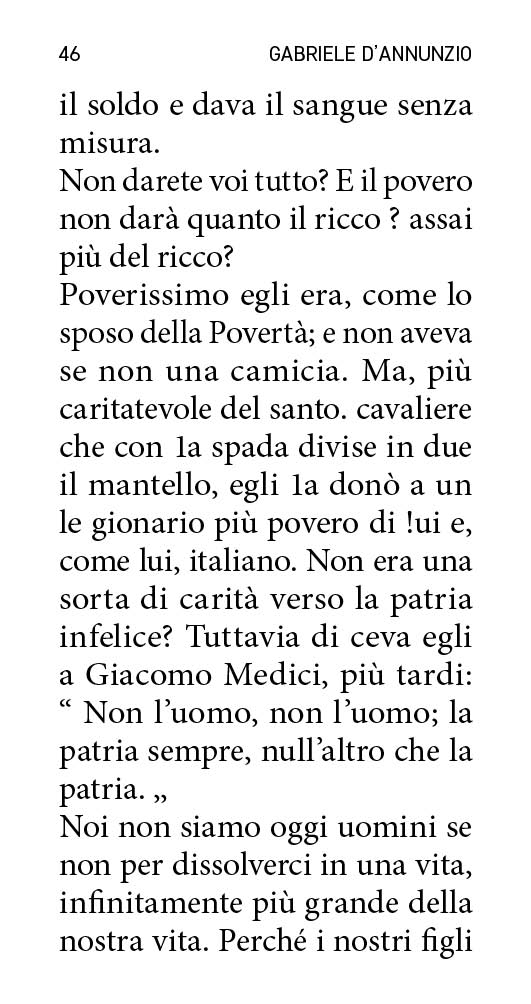 46 GABRIELE D’ANNUNZIO
il soldo e dava il sangue senza
misura.
Non darete voi tutto? E il povero
non darà quanto il ricco ? assai
più del ricco?
Poverissimo egli era, come lo
sposo della Povertà; e non aveva
se non una camicia. Ma, più
caritatevole del santo. cavaliere
che con 1a spada divise in due
il mantello, egli 1a donò a un
le gionario più povero di !ui e,
come lui, italiano. Non era una
sorta di carità verso la patria
infelice? Tuttavia di ceva egli
a Giacomo Medici, più tardi:
“ Non l’uomo, non l’uomo; la
patria sempre, null’altro che la
patria. „
Noi non siamo oggi uomini se
non per dissolverci in una vita,
infinitamente più grande della
nostra vita. Perché i nostri figli